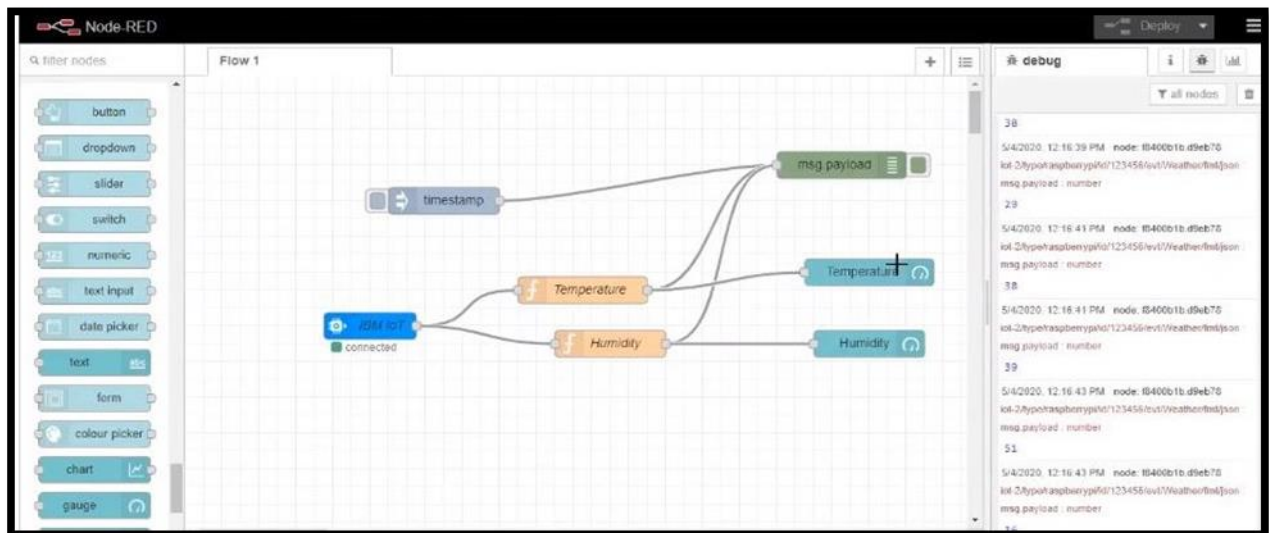 Node-RED
Deploy
filter nodes
Flow 1
debug
i
all nodes
button
dropdown
slider
switch
numeric
text input
date picker
text
form
colour picker
chart
gauge
timestamp
msg.payload
Temperature
Temperature
IBM IoT
connected
Humidity
Humidity
38
5/4/2020, 12:16:39 PM node: f8400b1b.d9eb78
iot-2/type/raspberrypi/id/123456/evt/Weather/fmt/json :
msg.payload : number
29
5/4/2020, 12:16:41 PM node: f8400b1b.d9eb78
iot-2/type/raspberrypi/id/123456/evt/Weather/fmt/json :
msg.payload : number
38
5/4/2020, 12:16:41 PM node: f8400b1b.d9eb78
iot-2/type/raspberrypi/id/123456/evt/Weather/fmt/json :
msg.payload : number
39
5/4/2020, 12:16:43 PM node: f8400b1b.d9eb78
iot-2/type/raspberrypi/id/123456/evt/Weather/fmt/json :
msg.payload : number
51
5/4/2020, 12:16:43 PM node: f8400b1b.d9eb78
iot-2/type/raspberrypi/id/123456/evt/Weather/fmt/json :
msg.payload : number